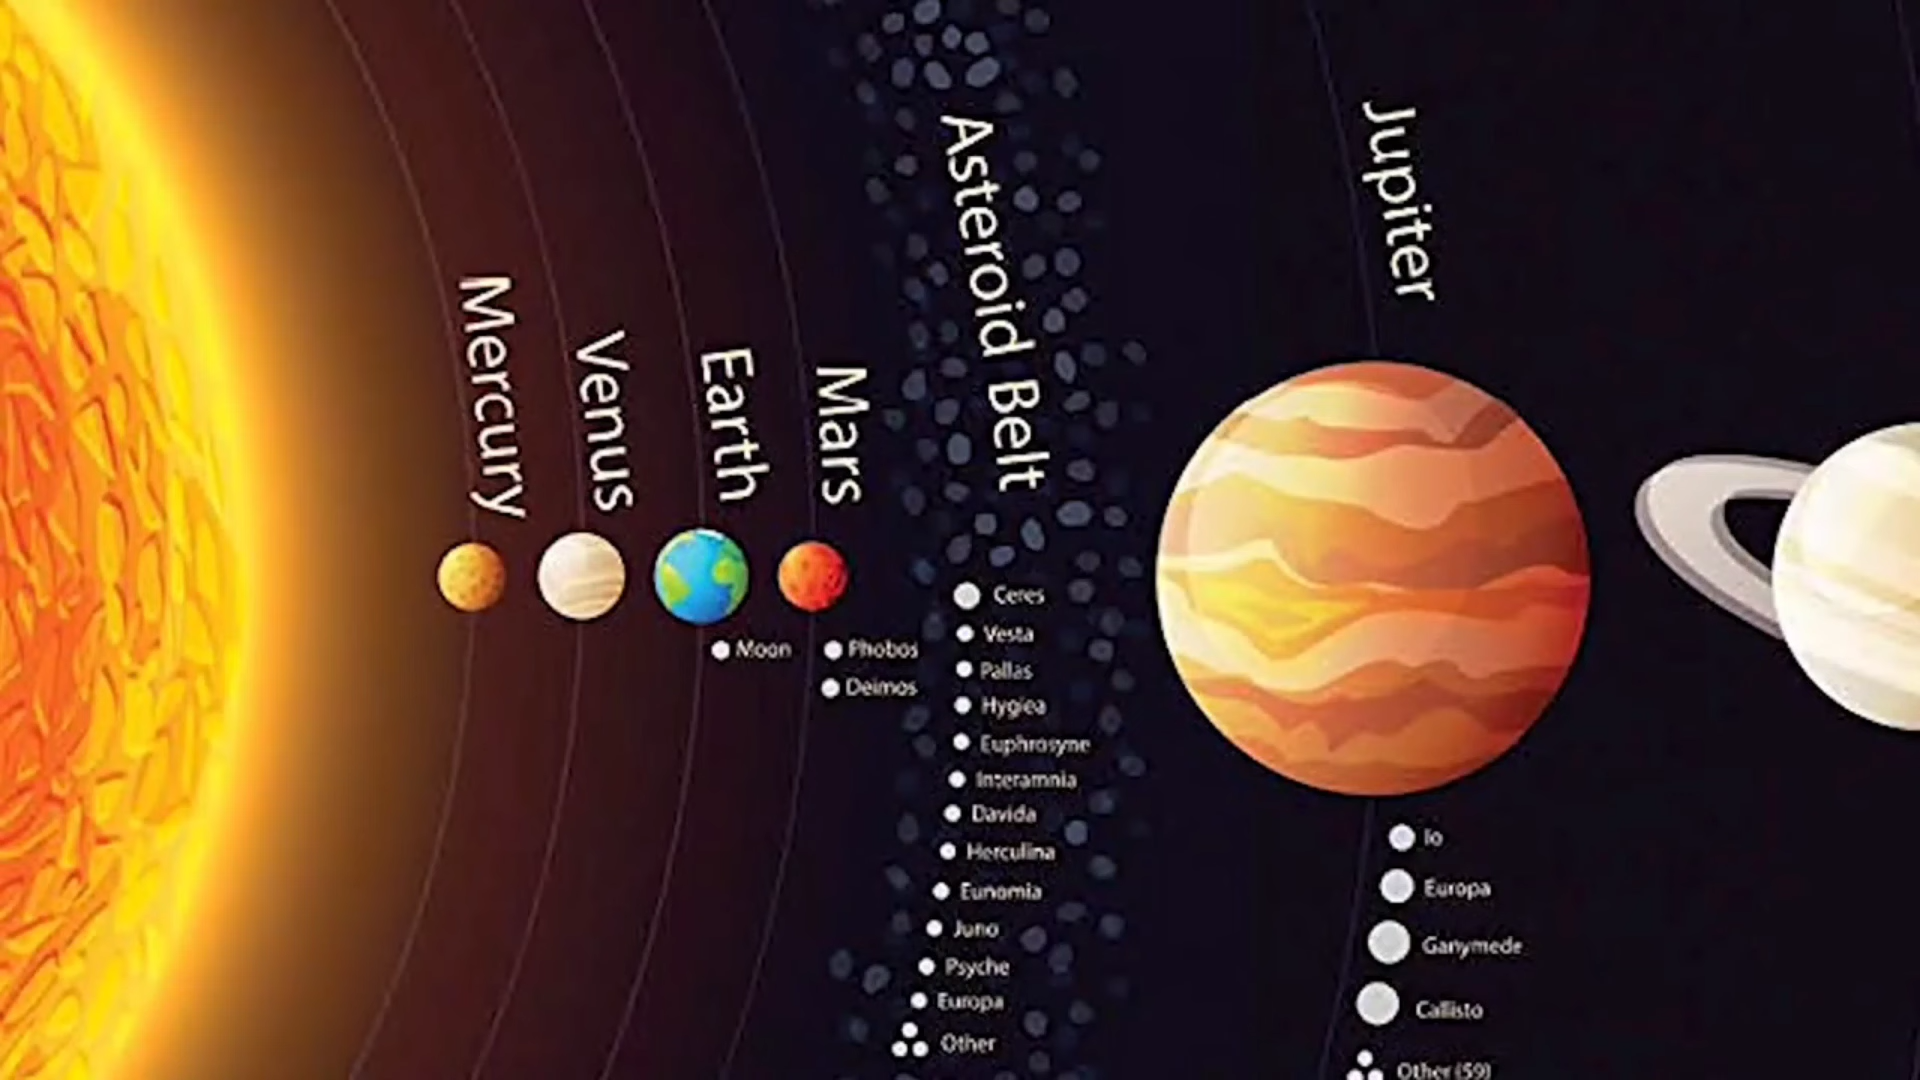 Mercury
Venus
Earth
Moon
Mars
Phobos
Deimos
Asteroid Belt
Ceres
Vesta
Pallas
Hygiea
Euphrosyne
Interamnia
Davida
Herculina
Eunomia
Juno
Psyche
Europa
Other
Jupiter
Io
Europa
Ganymede
Callisto
Other (59)